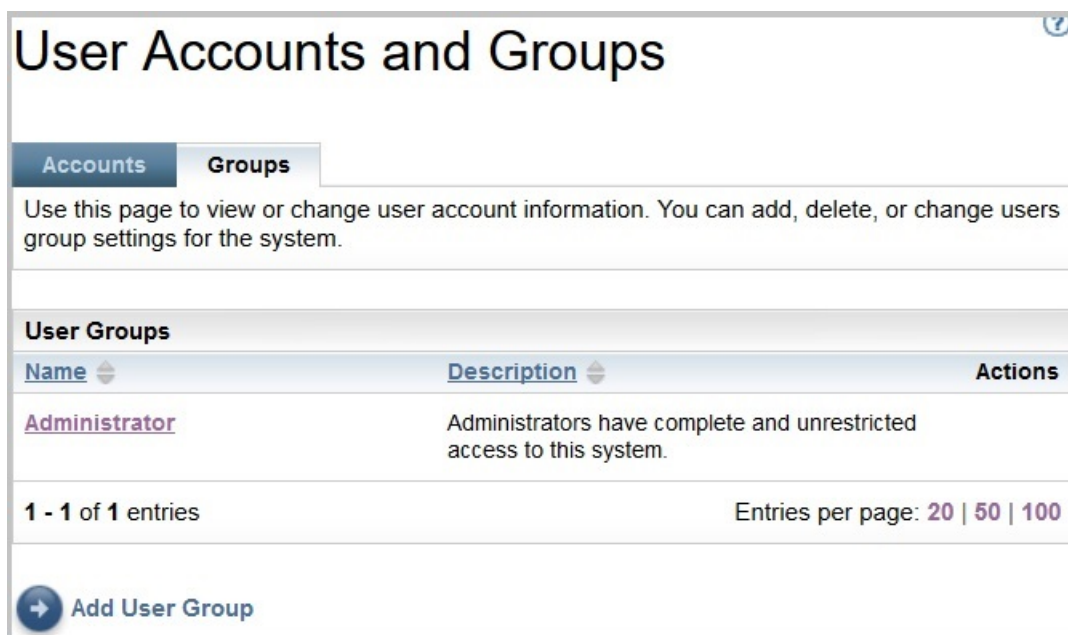 User Accounts and Groups
?
Accounts Groups
Use this page to view or change user account information. You can add, delete, or change users
group settings for the system.
User Groups
Name Description Actions
Administrator Administrators have complete and unrestricted
access to this system.
1 - 1 of 1 entries Entries per page: 20 | 50 | 100
Add User Group